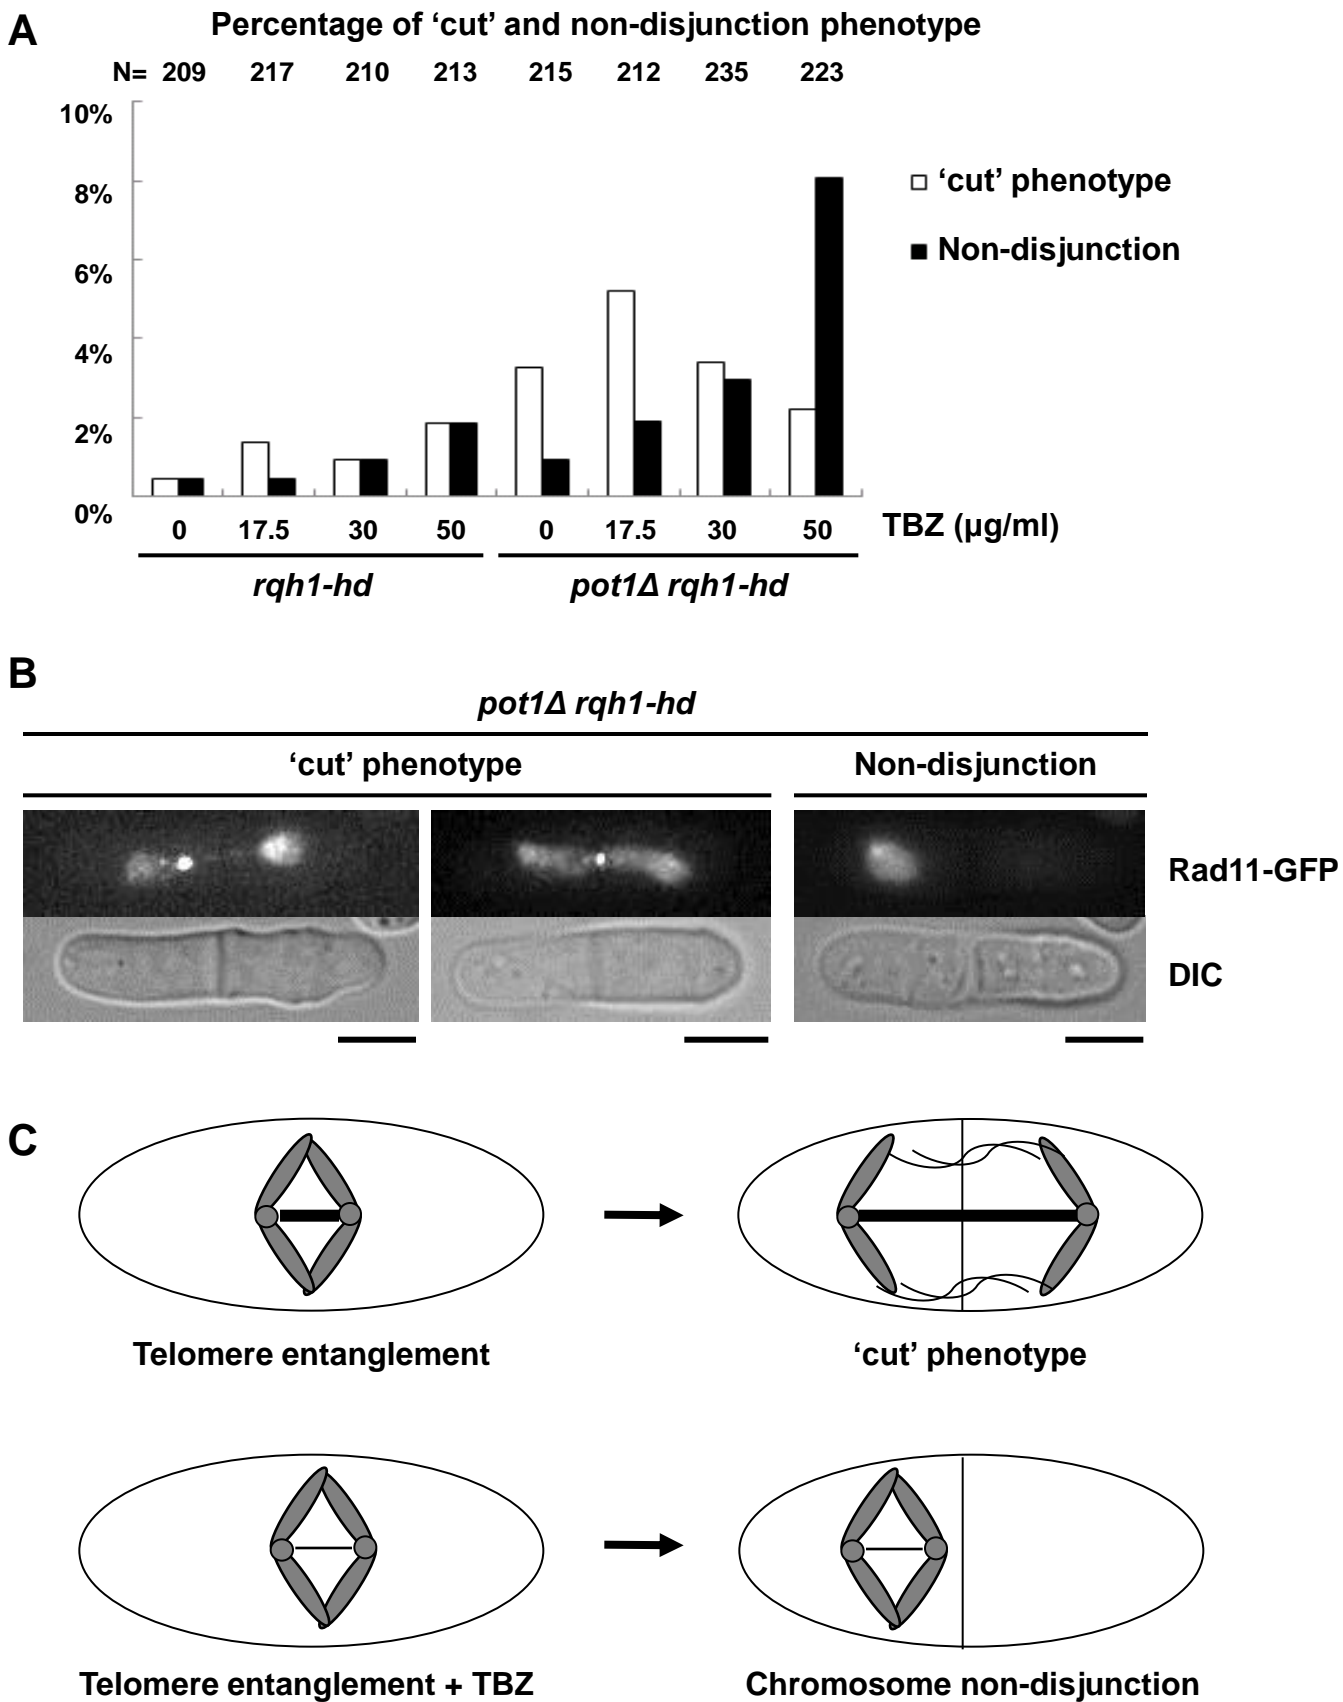 A
Percentage of ‘cut’ and non-disjunction phenotype
N= 209 217 210 213 215 212 235 223
10%
8%
6%
4%
2%
0%
‘cut’ phenotype
Non-disjunction
0 17.5 30 50 0 17.5 30 50 TBZ (µg/ml)
rqh1-hd pot1Δ rqh1-hd
B
pot1Δ rqh1-hd
‘cut’ phenotype Non-disjunction
Rad11-GFP
DIC
C
Telomere entanglement ‘cut’ phenotype
Telomere entanglement + TBZ Chromosome non-disjunction